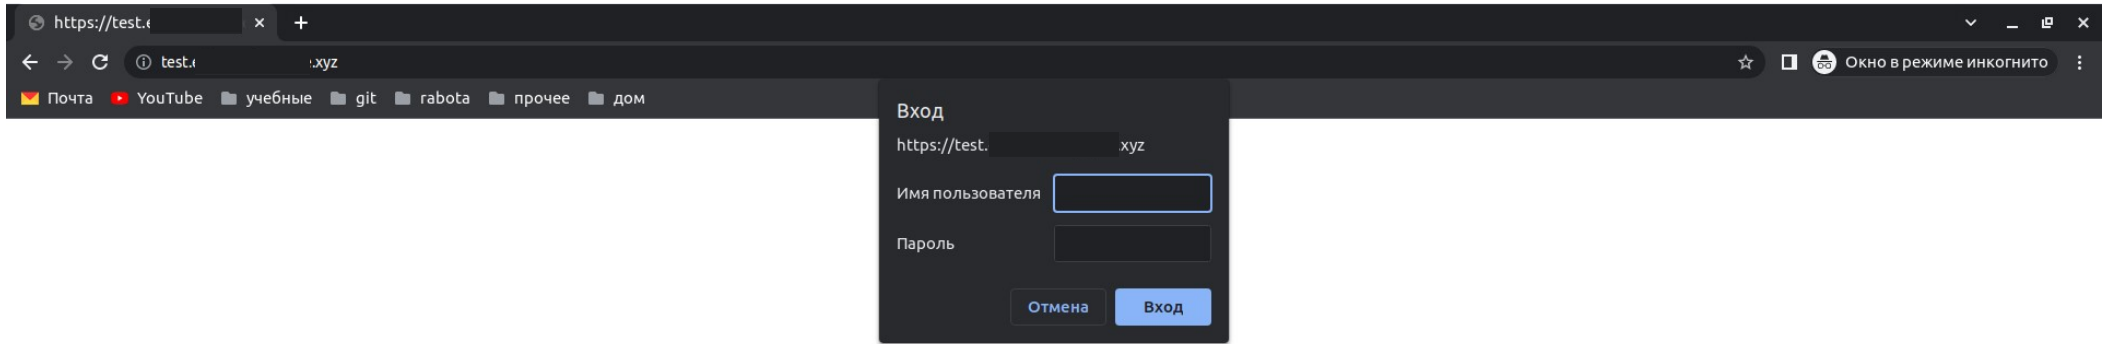 https://test.
test. .xyz
Окно в режиме инкогнито
Почта YouTube учебные git rabota прочее дом
Вход
https://test. .xyz
Имя пользователя
Пароль
Отмена Вход